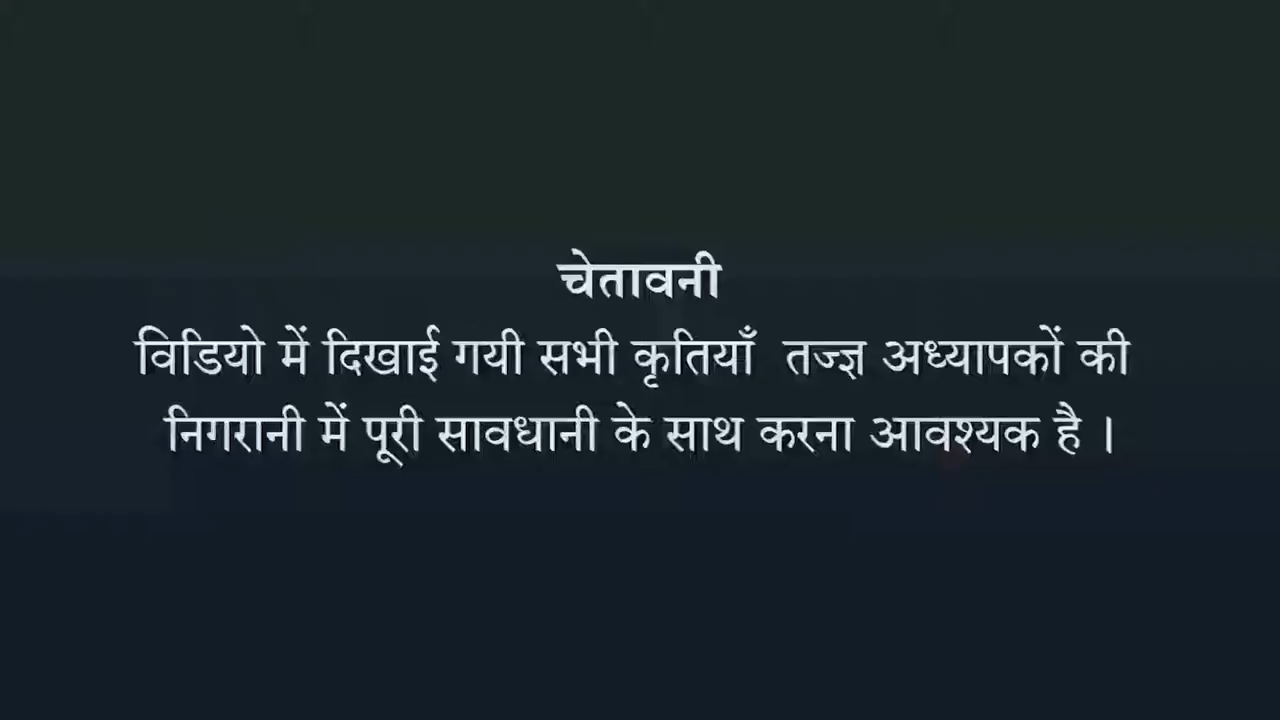 चेतावनी
विडियो में दिखाई गयी सभी कृतियाँ तज्ज्ञ अध्यापकों की
निगरानी में पूरी सावधानी के साथ करना आवश्यक है ।